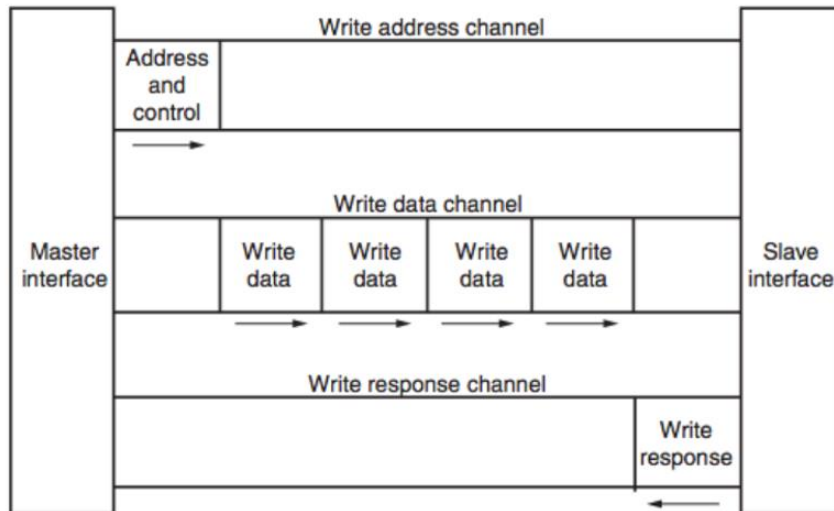 Write address channel
Address
and
control
Write data channel
Master
interface
Write
data
Write
data
Write
data
Write
data
Slave
interface
Write response channel
Write
response